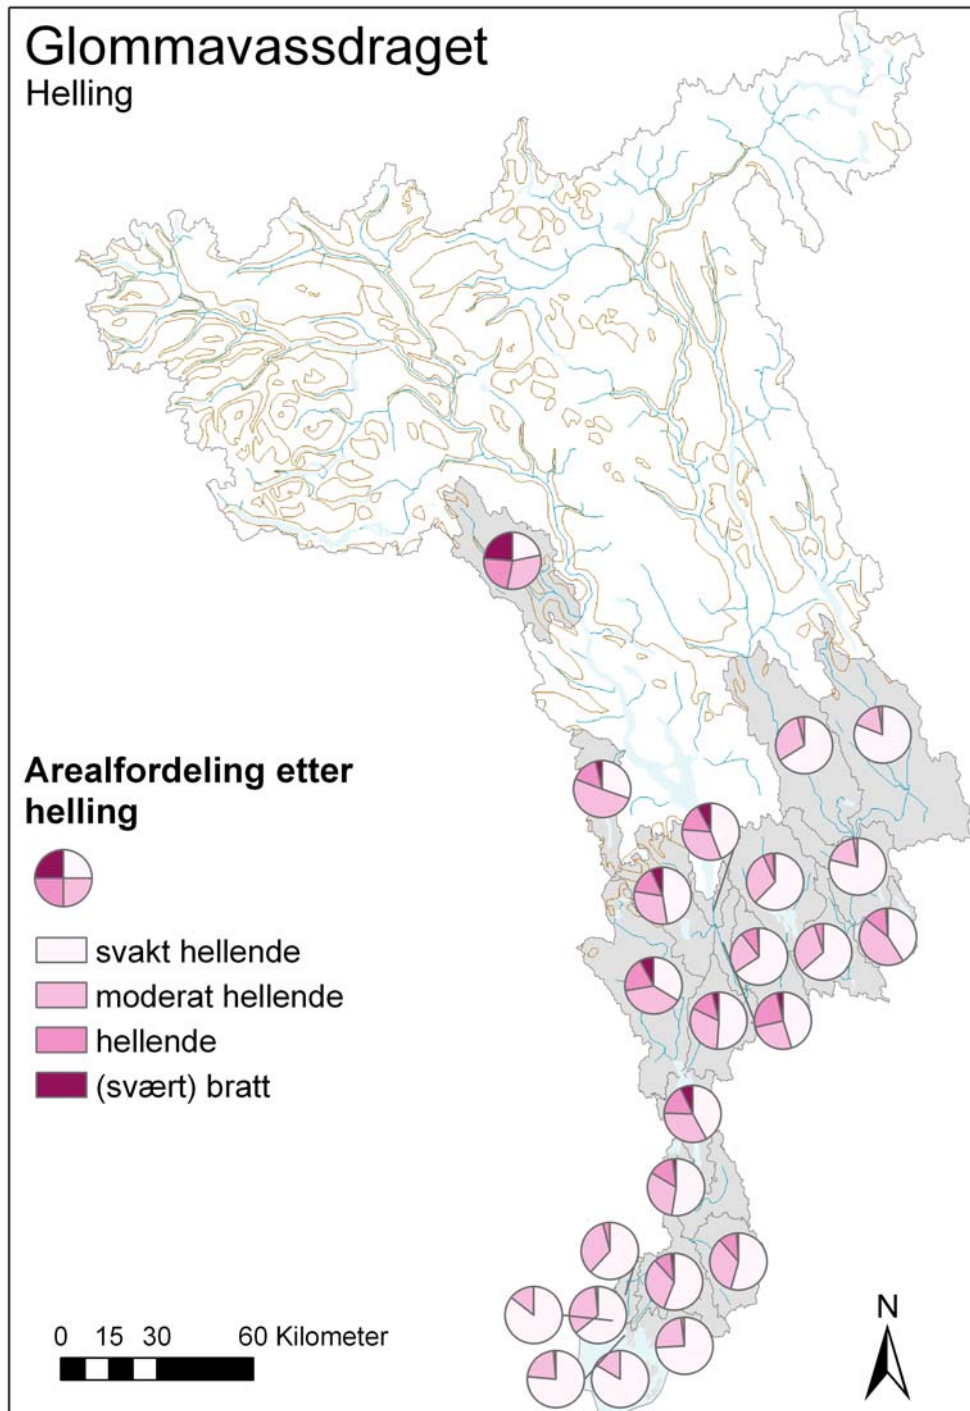 Glommavassdraget
Helling
Arealfordeling etter
helling
svakt hellende
moderat hellende
hellende
(svært) bratt
0 15 30 60 Kilometer
N